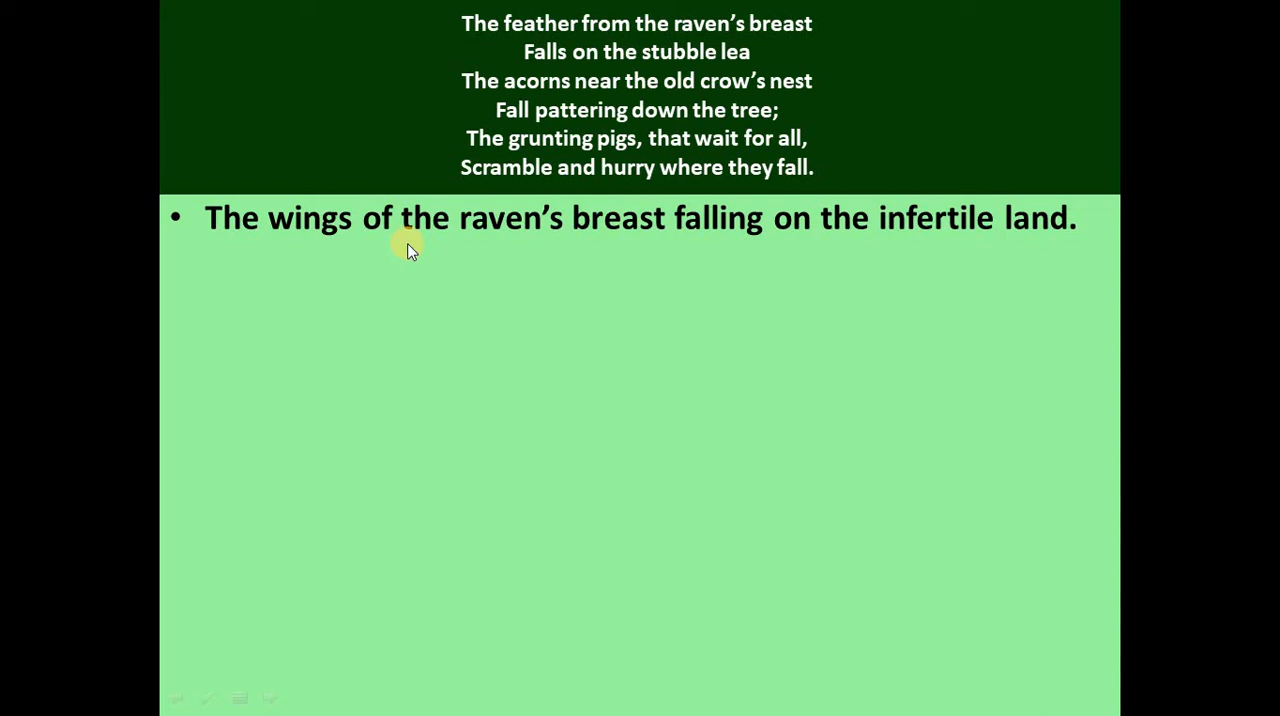 The feather from the raven’s breast
Falls on the stubble lea
The acorns near the old crow’s nest
Fall pattering down the tree;
The grunting pigs, that wait for all,
Scramble and hurry where they fall.
• The wings of the raven’s breast falling on the infertile land.